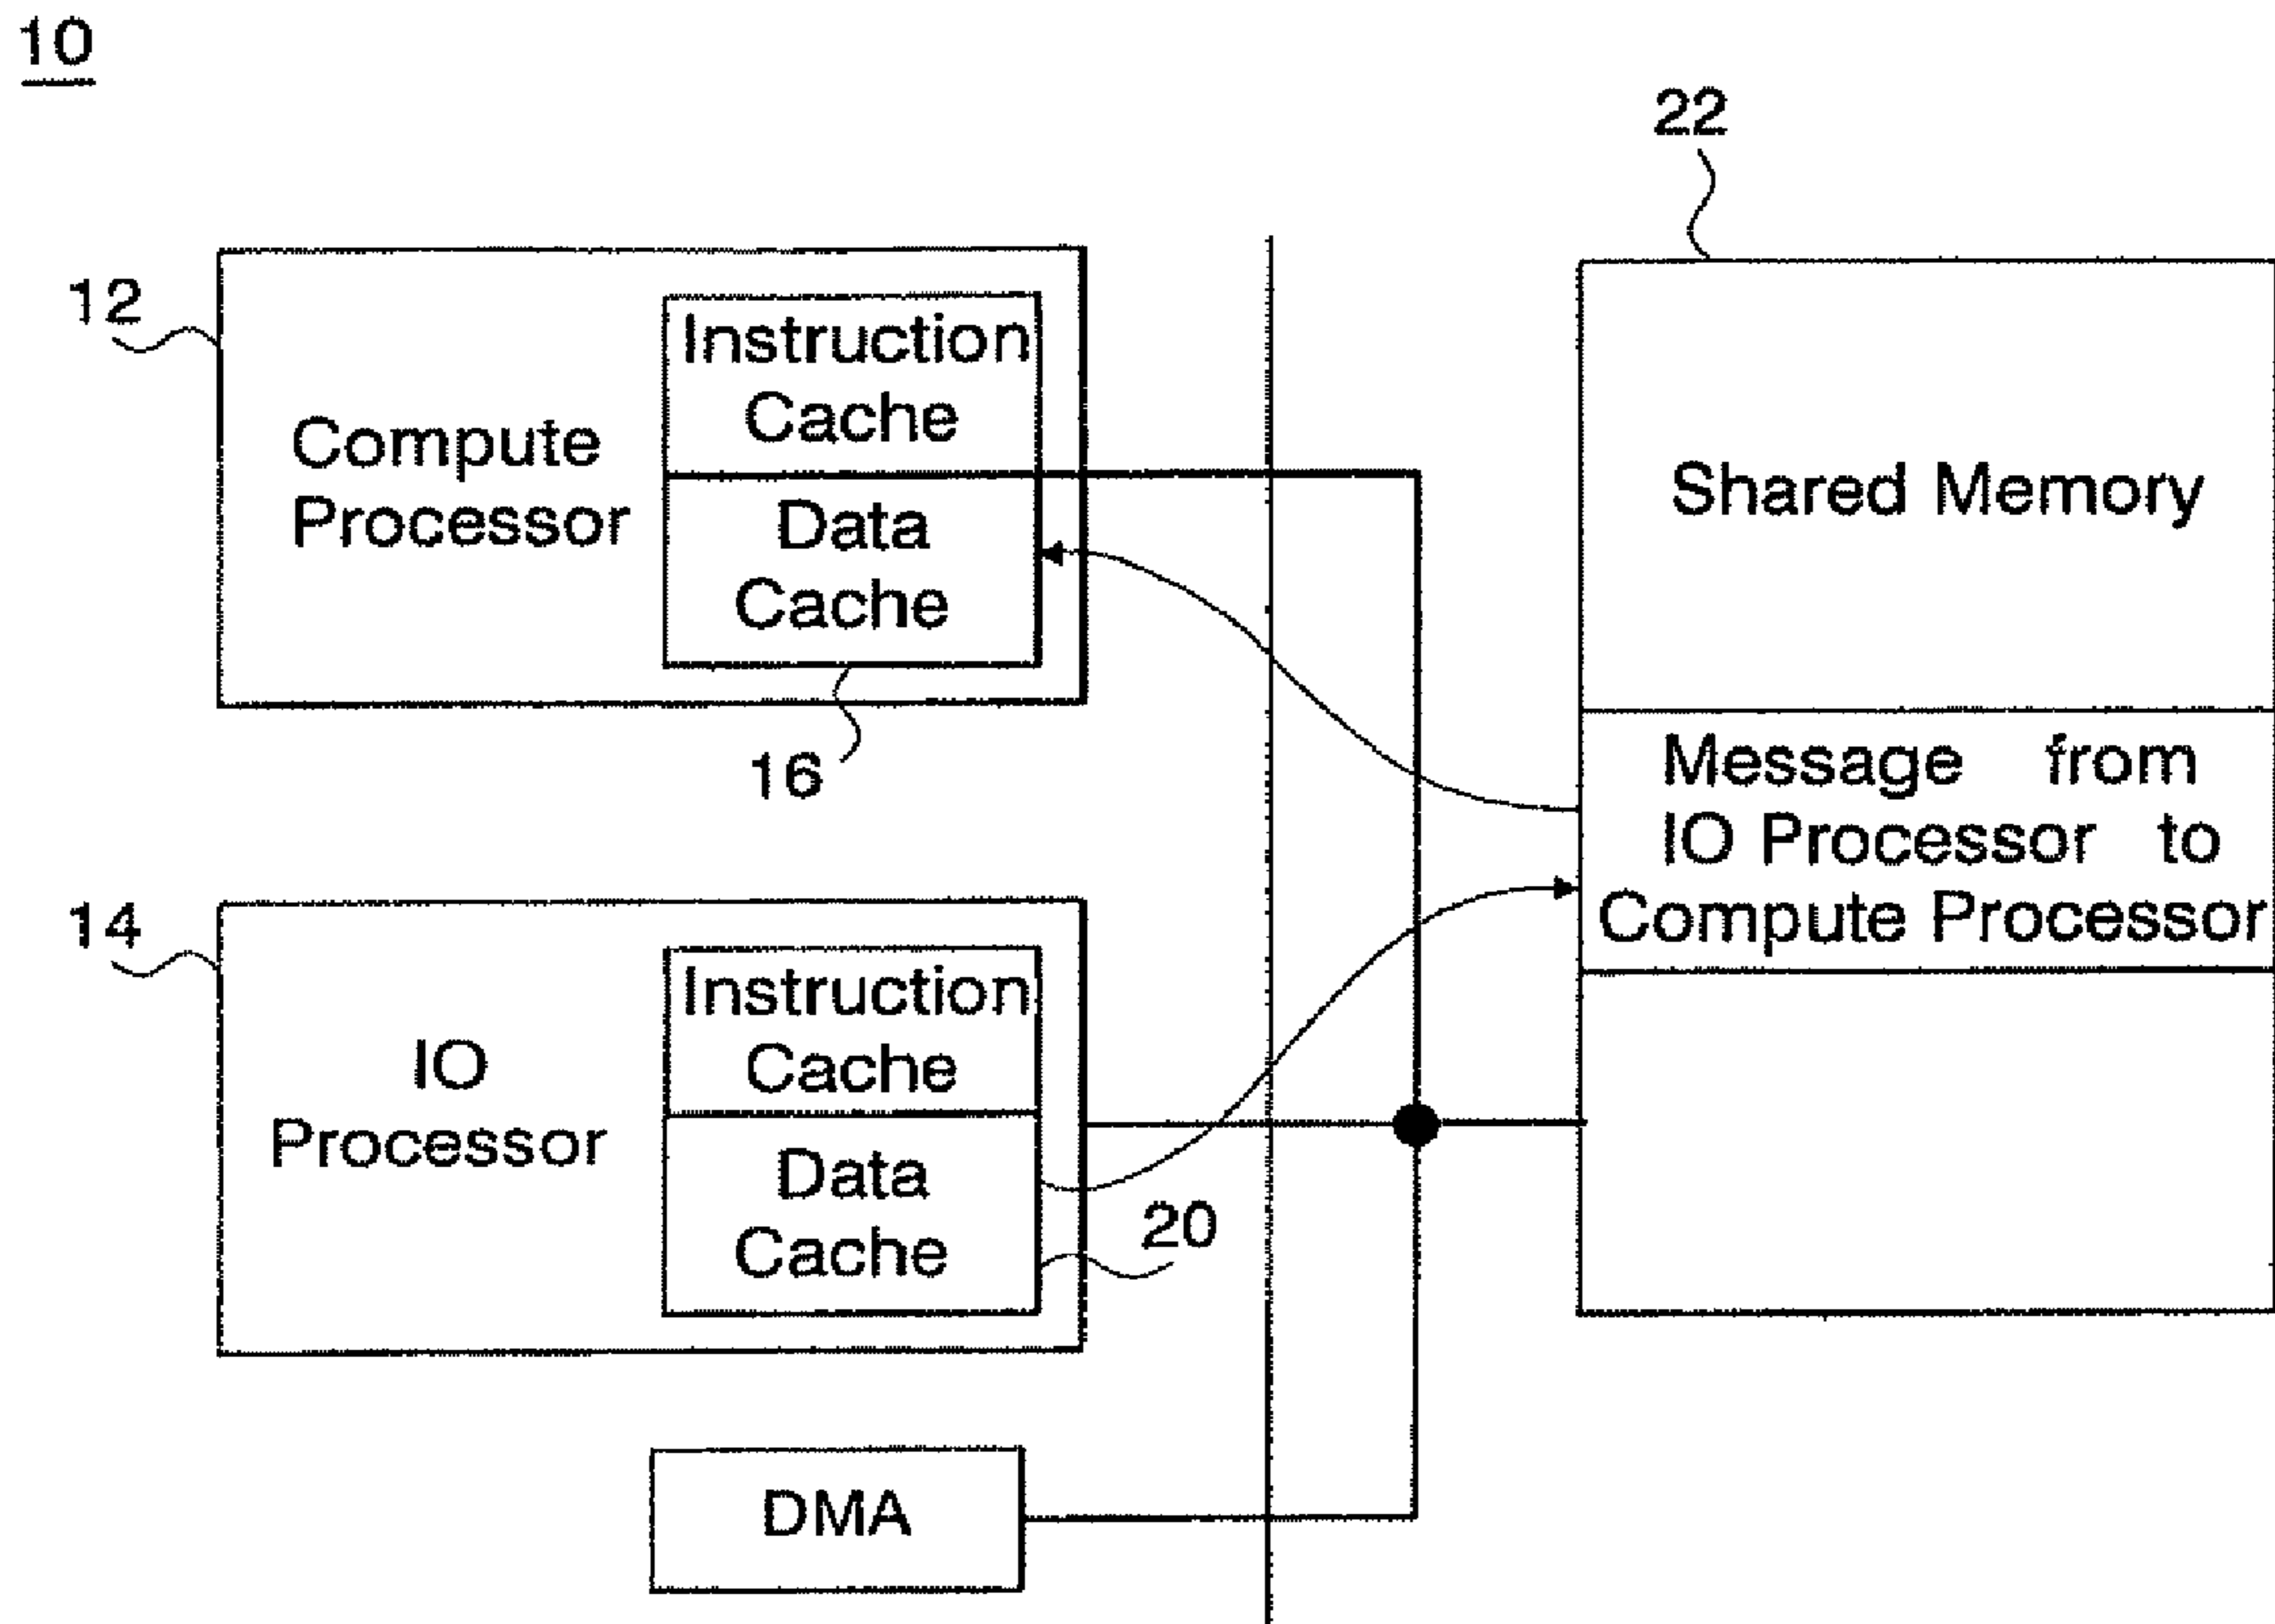 10
22
12
Instruction
Cache
Compute
Processor
Data
Cache
16
Shared Memory
Message from
IO Processor to
Compute Processor
14
Instruction
Cache
IO
Processor
Data
Cache
20
DMA